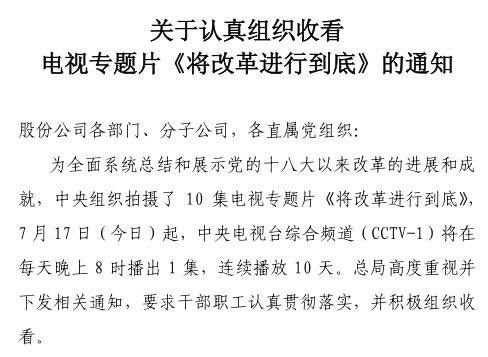 关于认真组织收看
电视专题片《将改革进行到底》的通知
股份公司各部门、分子公司，各直属党组织：
为全面系统总结和展示党的十八大以来改革的进展和成
就，中央组织拍摄了 10 集电视专题片《将改革进行到底》，
7 月 17 日（今日）起，中央电视台综合频道（CCTV-1）将在
每天晚上 8 时播出 1 集，连续播放 10 天。总局高度重视并
下发相关通知，要求干部职工认真贯彻落实，并积极组织收
看。